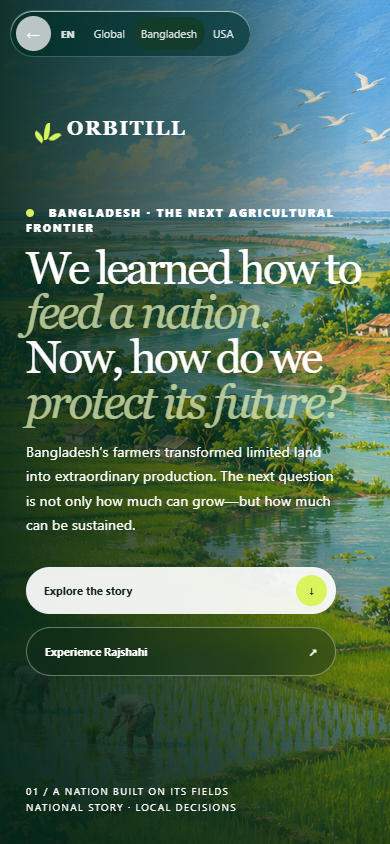 ← EN Global Bangladesh USA
ORBITILL
BANGLADESH · THE NEXT AGRICULTURAL
FRONTIER
We learned how to
feed a nation.
Now, how do we
protect its future?
Bangladesh's farmers transformed limited land
into extraordinary production. The next question
is not only how much can grow—but how much
can be sustained.
Explore the story ↓
Experience Rajshahi ↗
01 / A NATION BUILT ON ITS FIELDS
NATIONAL STORY · LOCAL DECISIONS